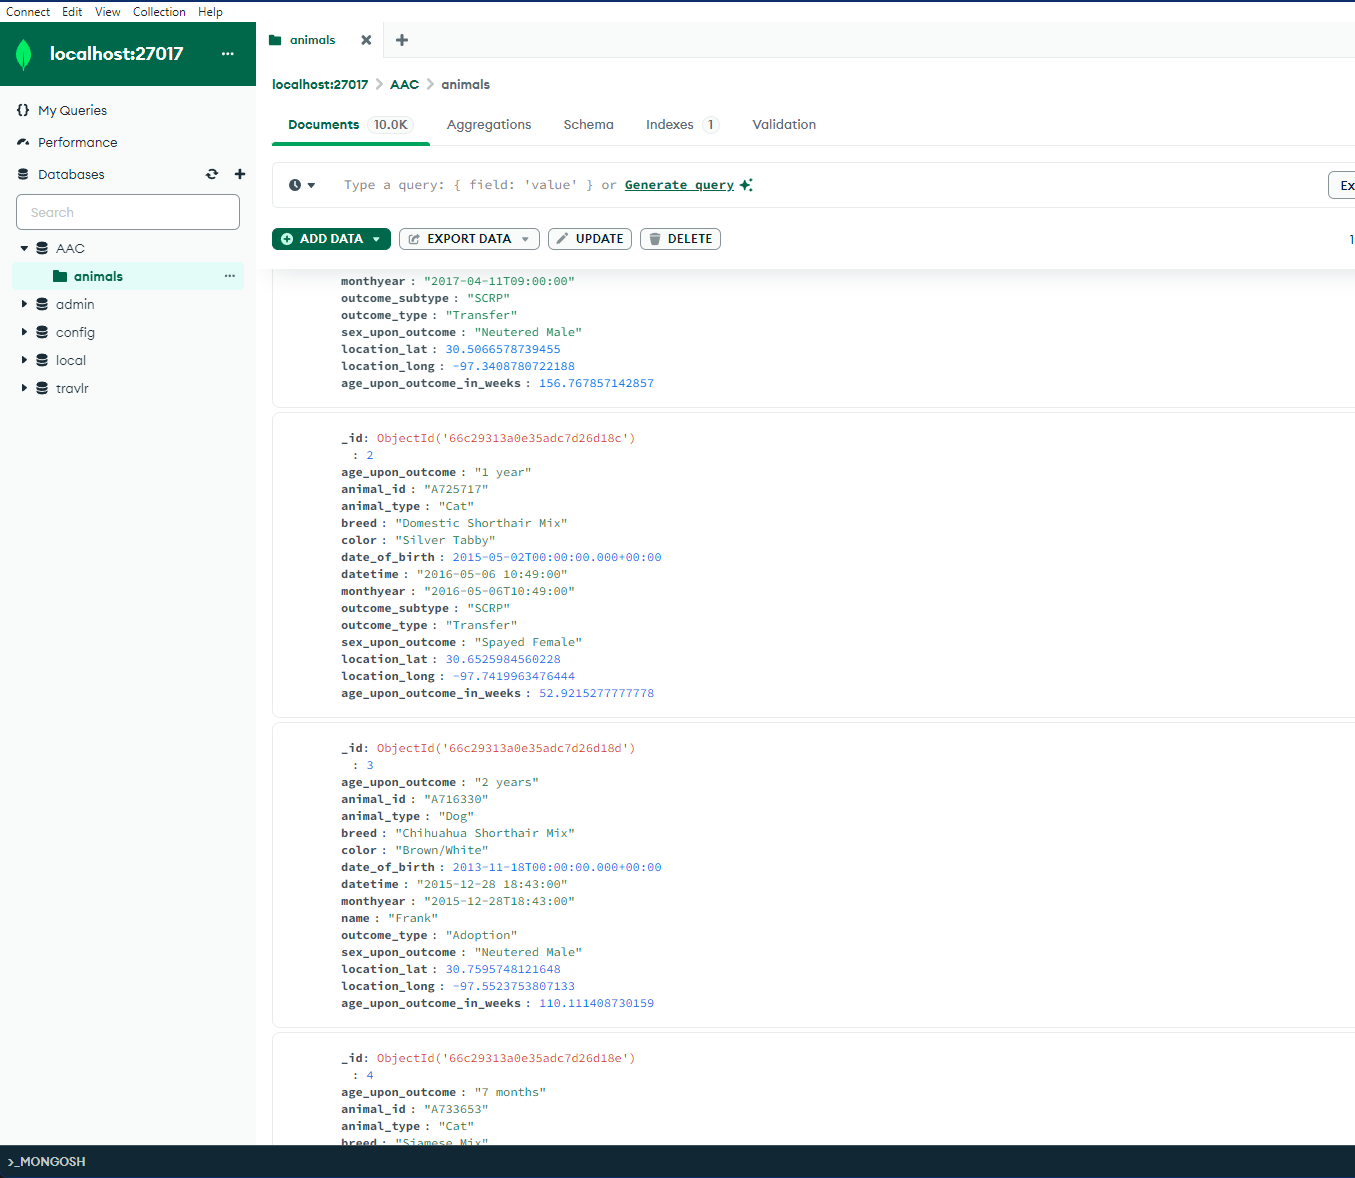 Connect Edit View Collection Help
localhost:27017 ...
animals
localhost:27017 > AAC > animals
My Queries
Performance
Databases
Search
AAC
animals ...
admin
config
local
travlr
Documents 10.0K Aggregations Schema Indexes 1 Validation
Type a query: { field: 'value' } or Generate query
Ex
ADD DATA EXPORT DATA UPDATE DELETE
1
monthyear : "2017-04-11T09:00:00"
outcome_subtype : "SCRP"
outcome_type : "Transfer"
sex_upon_outcome : "Neutered Male"
location_lat : 30.5066578739455
location_long : -97.3408780722188
age_upon_outcome_in_weeks : 156.767857142857
_id: ObjectId('66c29313a0e35adc7d26d18c')
: 2
age_upon_outcome : "1 year"
animal_id : "A725717"
animal_type : "Cat"
breed : "Domestic Shorthair Mix"
color : "Silver Tabby"
date_of_birth : 2015-05-02T00:00:00.000+00:00
datetime : "2016-05-06 10:49:00"
monthyear : "2016-05-06T10:49:00"
outcome_subtype : "SCRP"
outcome_type : "Transfer"
sex_upon_outcome : "Spayed Female"
location_lat : 30.6525984560228
location_long : -97.7419963476444
age_upon_outcome_in_weeks : 52.9215277777778
_id: ObjectId('66c29313a0e35adc7d26d18d')
: 3
age_upon_outcome : "2 years"
animal_id : "A716330"
animal_type : "Dog"
breed : "Chihuahua Shorthair Mix"
color : "Brown/White"
date_of_birth : 2013-11-18T00:00:00.000+00:00
datetime : "2015-12-28 18:43:00"
monthyear : "2015-12-28T18:43:00"
name : "Frank"
outcome_type : "Adoption"
sex_upon_outcome : "Neutered Male"
location_lat : 30.7595748121648
location_long : -97.5523753807133
age_upon_outcome_in_weeks : 110.111408730159
_id: ObjectId('66c29313a0e35adc7d26d18e')
: 4
age_upon_outcome : "7 months"
animal_id : "A733653"
animal_type : "Cat"
breed : "Siamese Mix"
>_MONGOSH